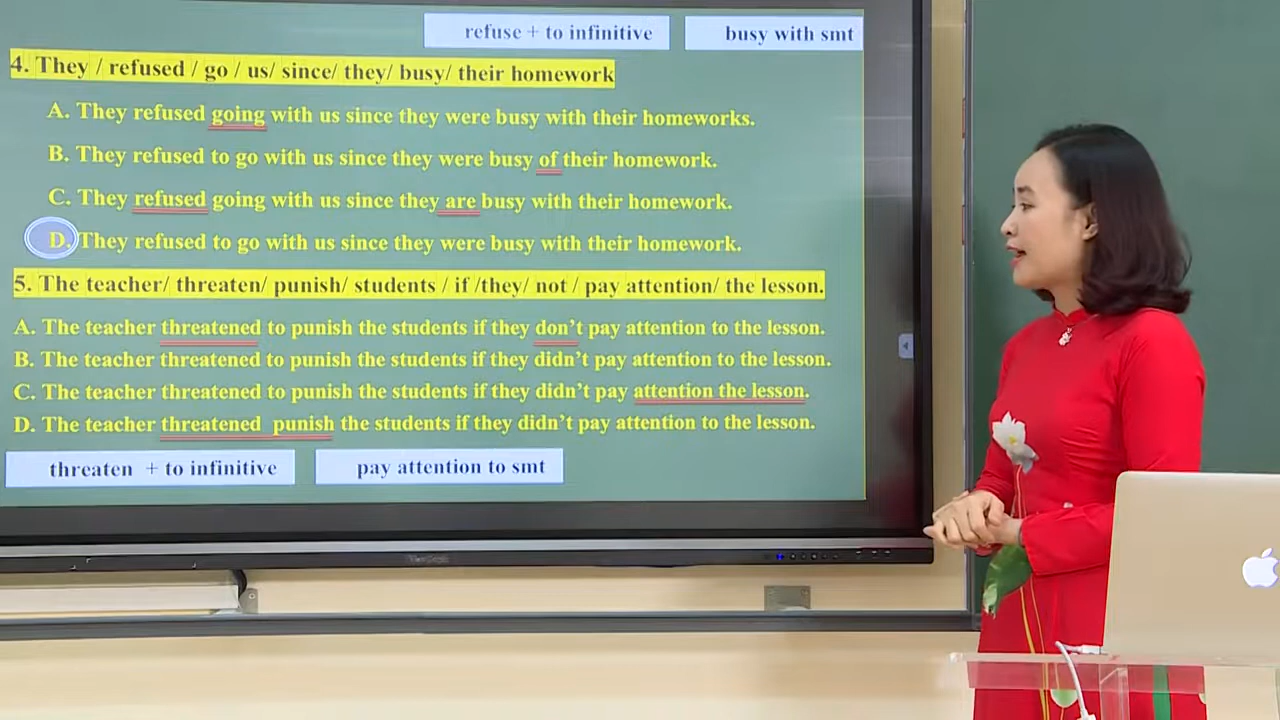 refuse + to infinitive
busy with smt
4. They / refused / go / us/ since/ they/ busy/ their homework
A. They refused going with us since they were busy with their homeworks.
B. They refused to go with us since they were busy of their homework.
C. They refused going with us since they are busy with their homework.
D. They refused to go with us since they were busy with their homework.
5. The teacher/ threaten/ punish/ students / if /they/ not / pay attention/ the lesson.
A. The teacher threatened to punish the students if they don't pay attention to the lesson.
B. The teacher threatened to punish the students if they didn't pay attention to the lesson.
C. The teacher threatened to punish the students if they didn't pay attention the lesson.
D. The teacher threatened punish the students if they didn't pay attention to the lesson.
threaten + to infinitive
pay attention to smt